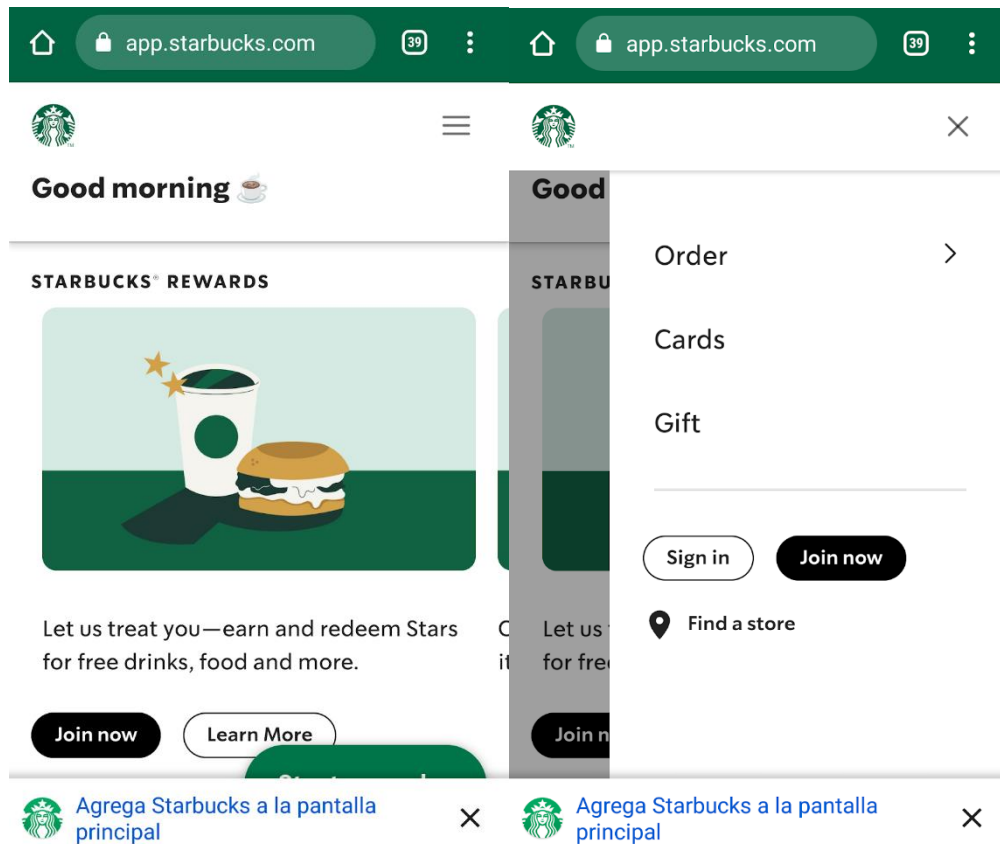 39
app.starbucks.com
Good morning ☕
STARBUCKS® REWARDS
Let us treat you—earn and redeem Stars
for free drinks, food and more.
Join now
Learn More
Agrega Starbucks a la pantalla
principal
app.starbucks.com
39
Good
STARBU
Order
Cards
Gift
Sign in
Join now
Find a store
Let us
for free
Join n
Agrega Starbucks a la pantalla
principal